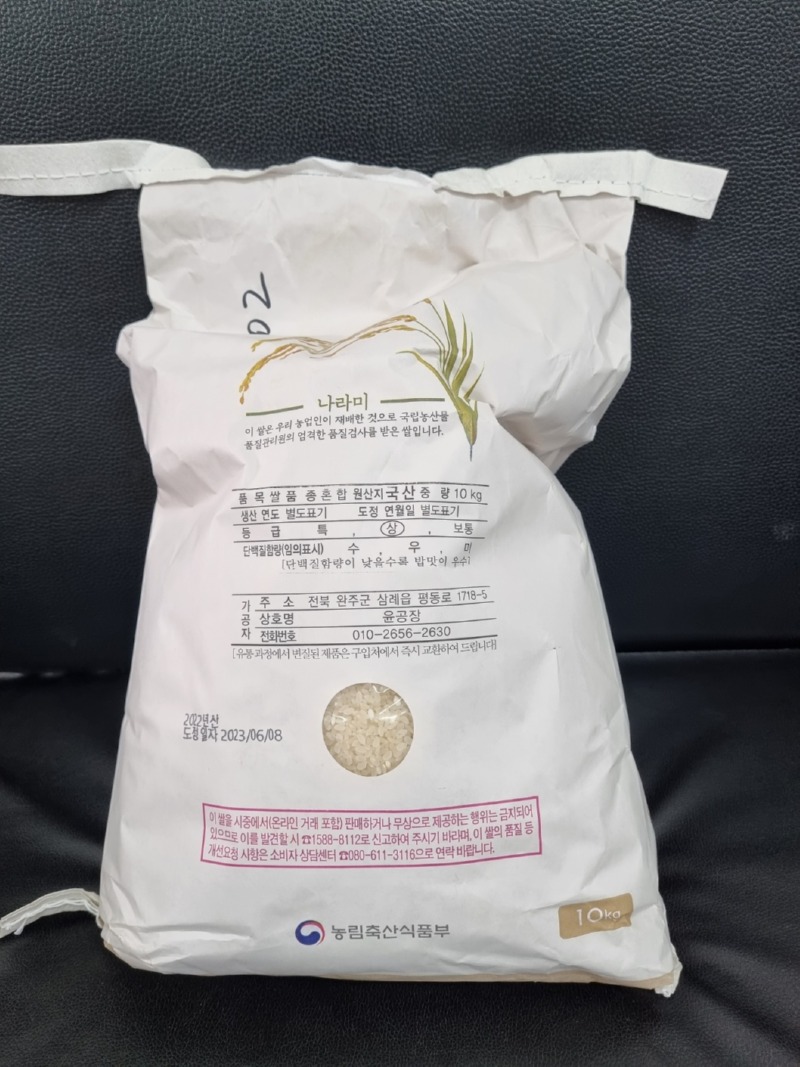 02
나라미
이 쌀은 우리 농업인이 재배한 것으로 국립농산물
품질관리원의 엄격한 품질검사를 받은 쌀입니다.
품 목 쌀 품 종 혼 합 원산지 국 산 중 량 10 kg
생산 연도 별도표기 도정 연월일 별도표기
등 급 특 , 상 , 보통
단백질함량(임의표시) 수 , 우 , 미
[단백질함량이 낮을수록 밥맛이 우수]
가공자 주 소 전북 완주군 삼례읍 평동로 1718-5
상호명 윤공장
전화번호 010-2656-2630
[유통과정에서 변질된 제품은 구입처에서 즉시 교환하여 드립니다]
2022년산
도정일자 2023/06/08
이 쌀을 시중에서(온라인 거래 포함) 판매하거나 무상으로 제공하는 행위는 금지되어
있으므로 이를 발견할 시 ☎1588-8112로 신고하여 주시기 바라며, 이 쌀의 품질 등
개선요청 사항은 소비자 상담센터 ☎080-611-3116으로 연락 바랍니다.
농림축산식품부
10kg